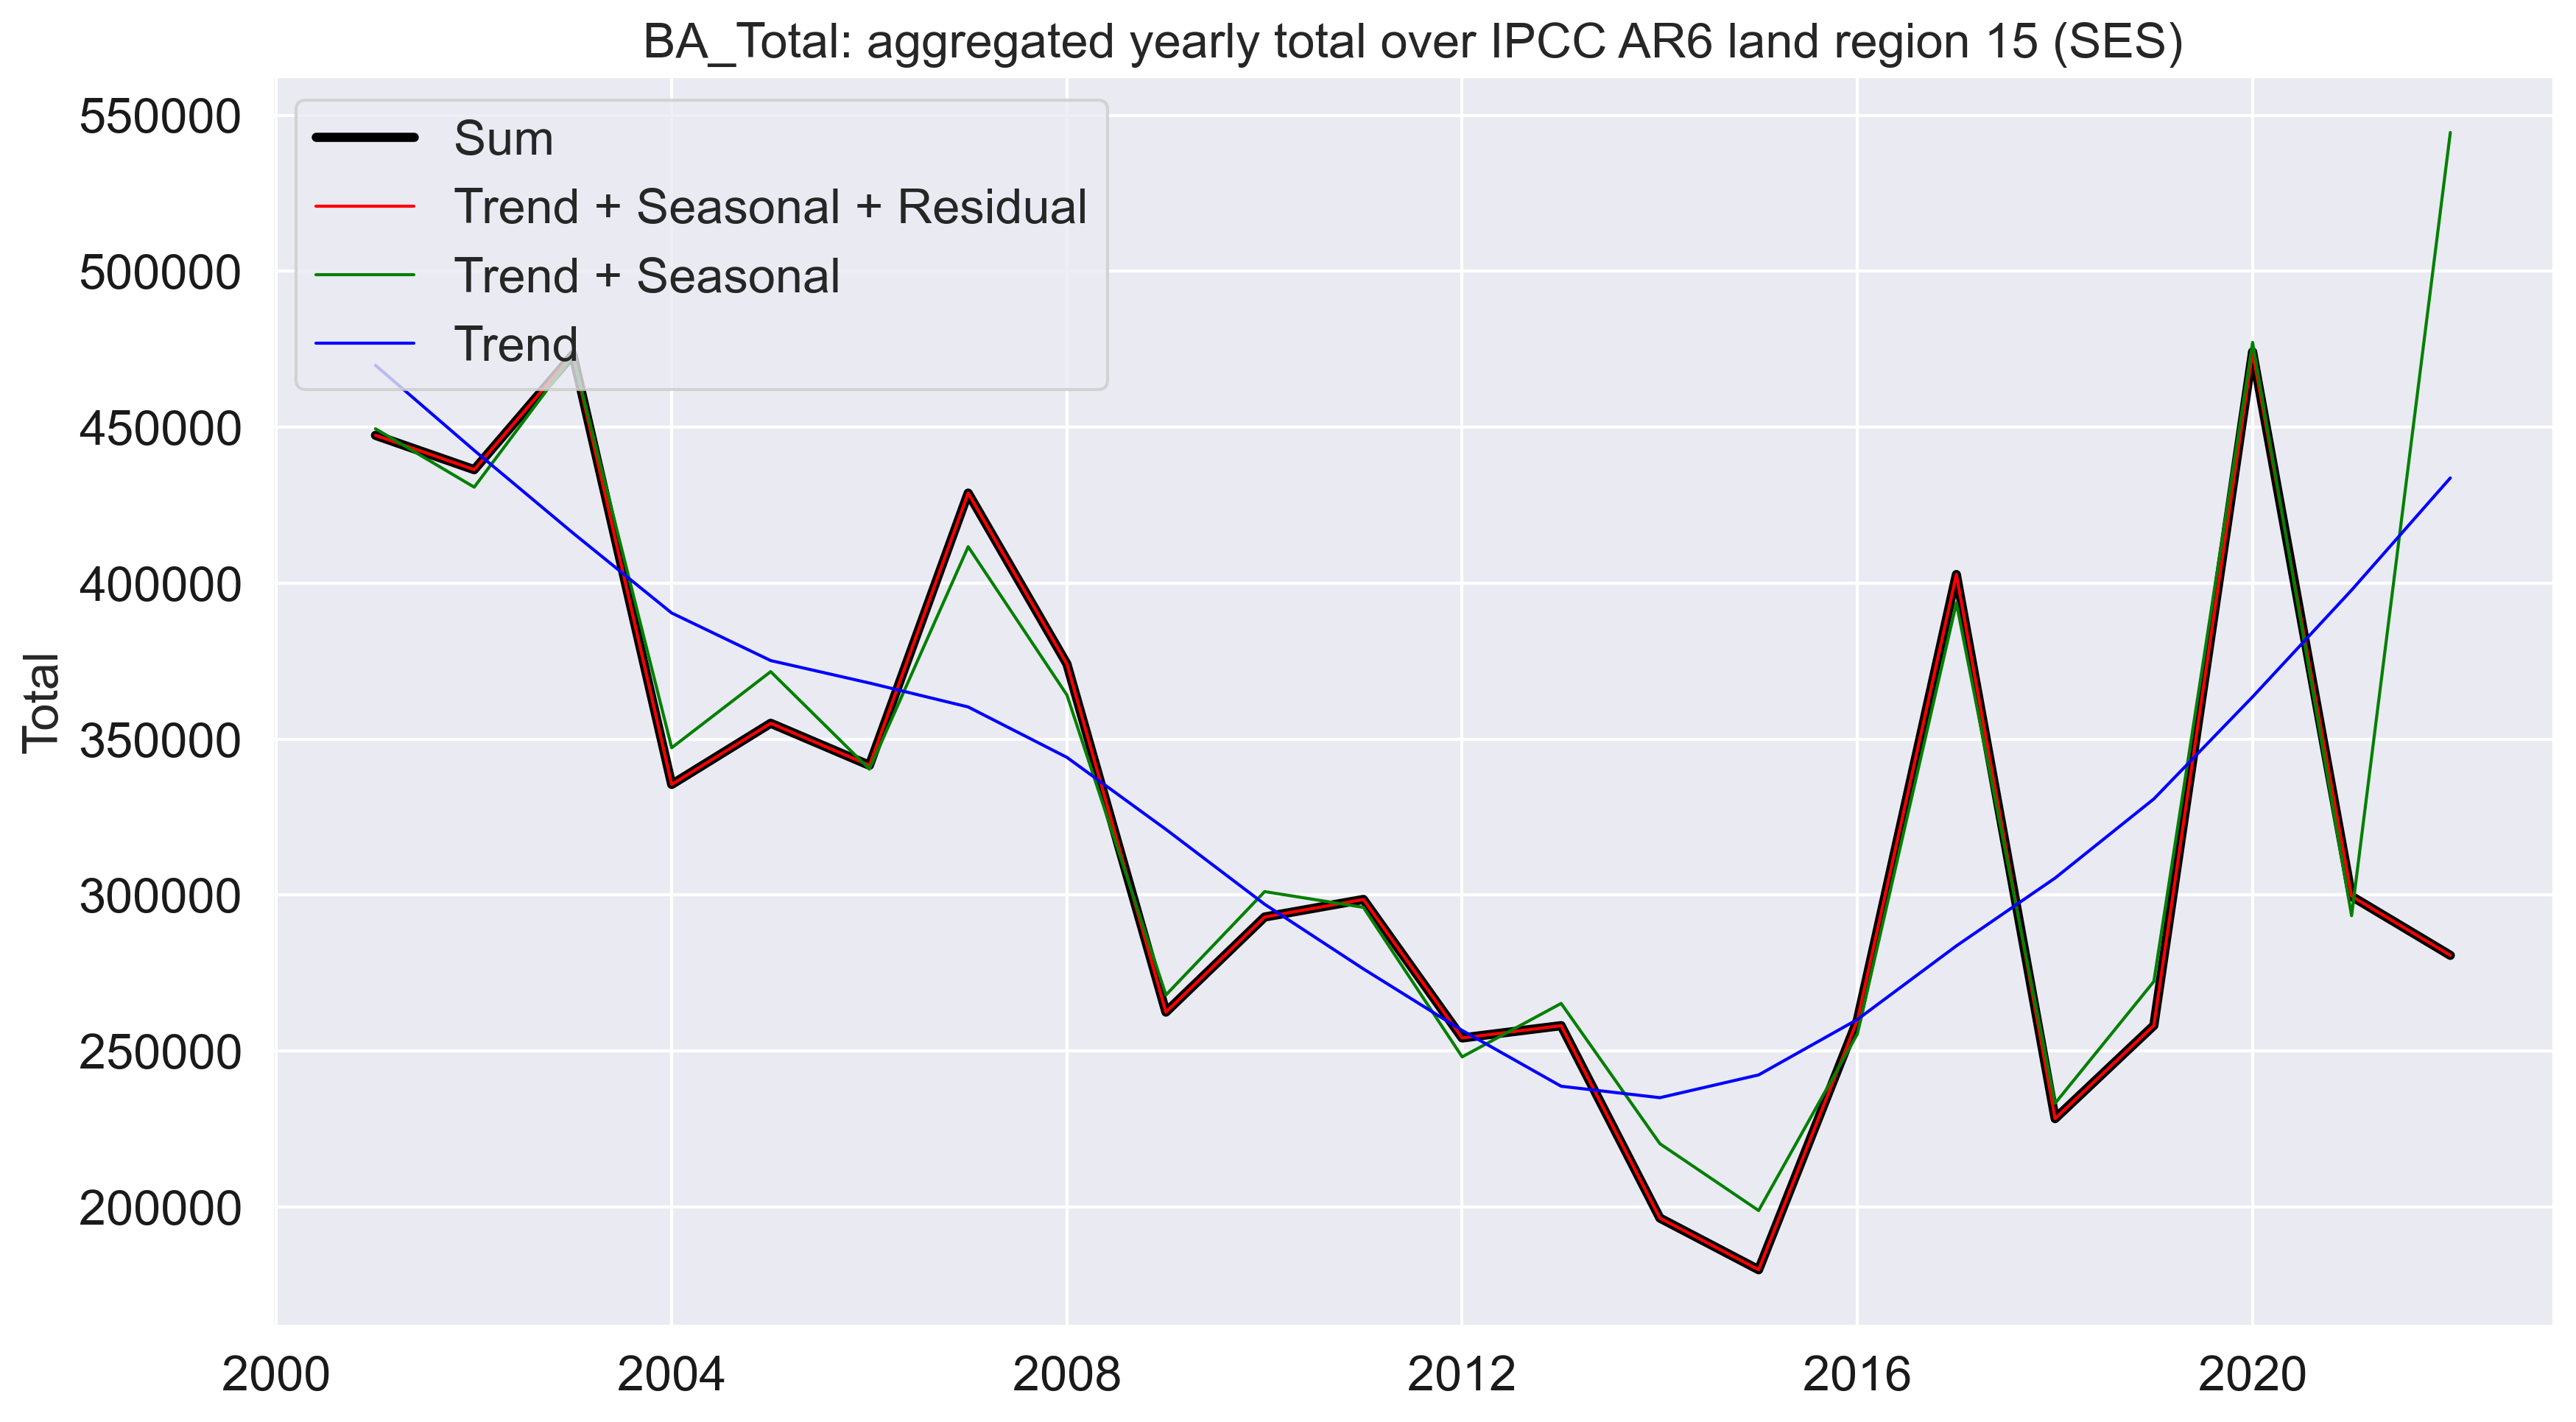 BA_Total: aggregated yearly total over IPCC AR6 land region 15 (SES)
Sum
Trend + Seasonal + Residual
Trend + Seasonal
Trend
Total
550000
500000
450000
400000
350000
300000
250000
200000
2000 2004 2008 2012 2016 2020